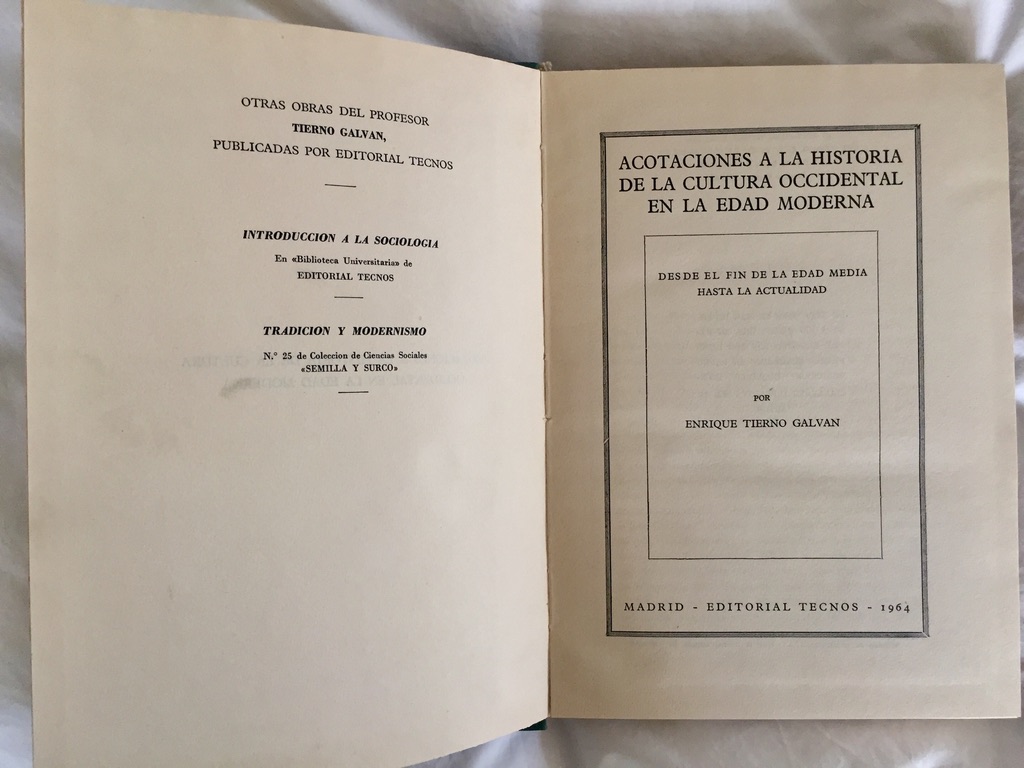 OTRAS OBRAS DEL PROFESOR
TIERNO GALVAN,
PUBLICADAS POR EDITORIAL TECNOS
INTRODUCCION A LA SOCIOLOGIA
En «Biblioteca Universitaria» de
EDITORIAL TECNOS
TRADICION Y MODERNISMO
N.° 25 de Coleccion de Ciencias Sociales
«SEMILLA Y SURCO»
ACOTACIONES A LA HISTORIA
DE LA CULTURA OCCIDENTAL
EN LA EDAD MODERNA
DESDE EL FIN DE LA EDAD MEDIA
HASTA LA ACTUALIDAD
POR
ENRIQUE TIERNO GALVAN
MADRID - EDITORIAL TECNOS - 1964